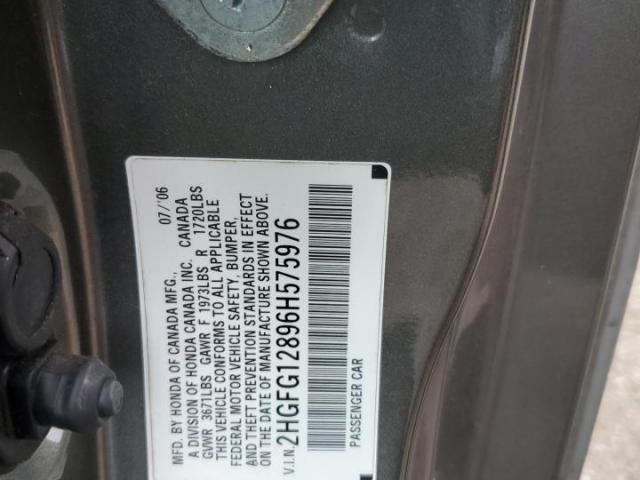 MFD. BY HONDA OF CANADA MFG., 07/'06
A DIVISION OF HONDA CANADA INC. CANADA
GVWR 3671LBS GAWR F 1973LBS R 1720LBS
THIS VEHICLE CONFORMS TO ALL APPLICABLE
FEDERAL MOTOR VEHICLE SAFETY, BUMPER,
AND THEFT PREVENTION STANDARDS IN EFFECT
ON THE DATE OF MANUFACTURE SHOWN ABOVE.
V.I.N. 2HGFG12896H575976
PASSENGER CAR